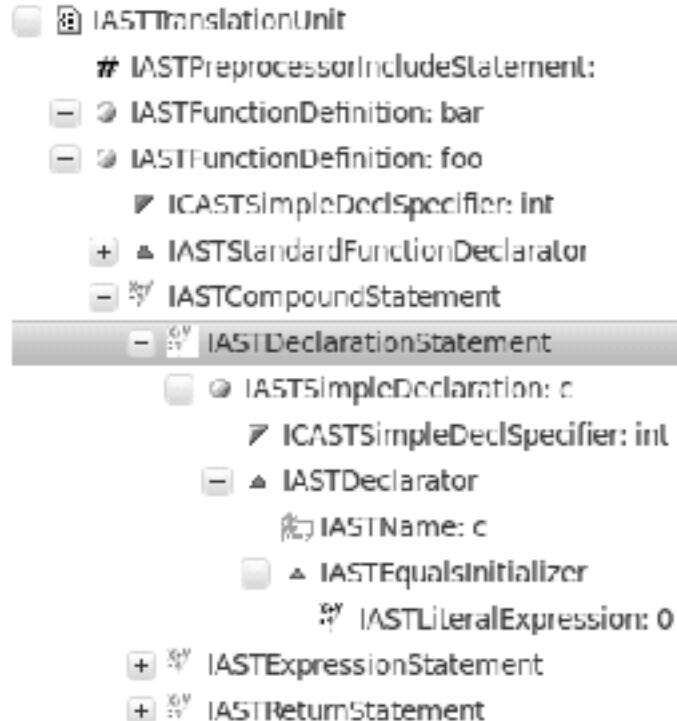 IASTTranslationUnit
# IASTPreprocessorIncludeStatement:
IASTFunctionDefinition: bar
IASTFunctionDefinition: foo
ICASTSimpleDeclSpecifier: int
IASTStandardFunctionDeclarator
IASTCompoundStatement
IASTDeclarationStatement
IASTSimpleDeclaration: c
ICASTSimpleDeclSpecifier: int
IASTDeclarator
IASTName: c
IASTEqualsInitializer
IASTLiteralExpression: 0
IASTExpressionStatement
IASTReturnStatement